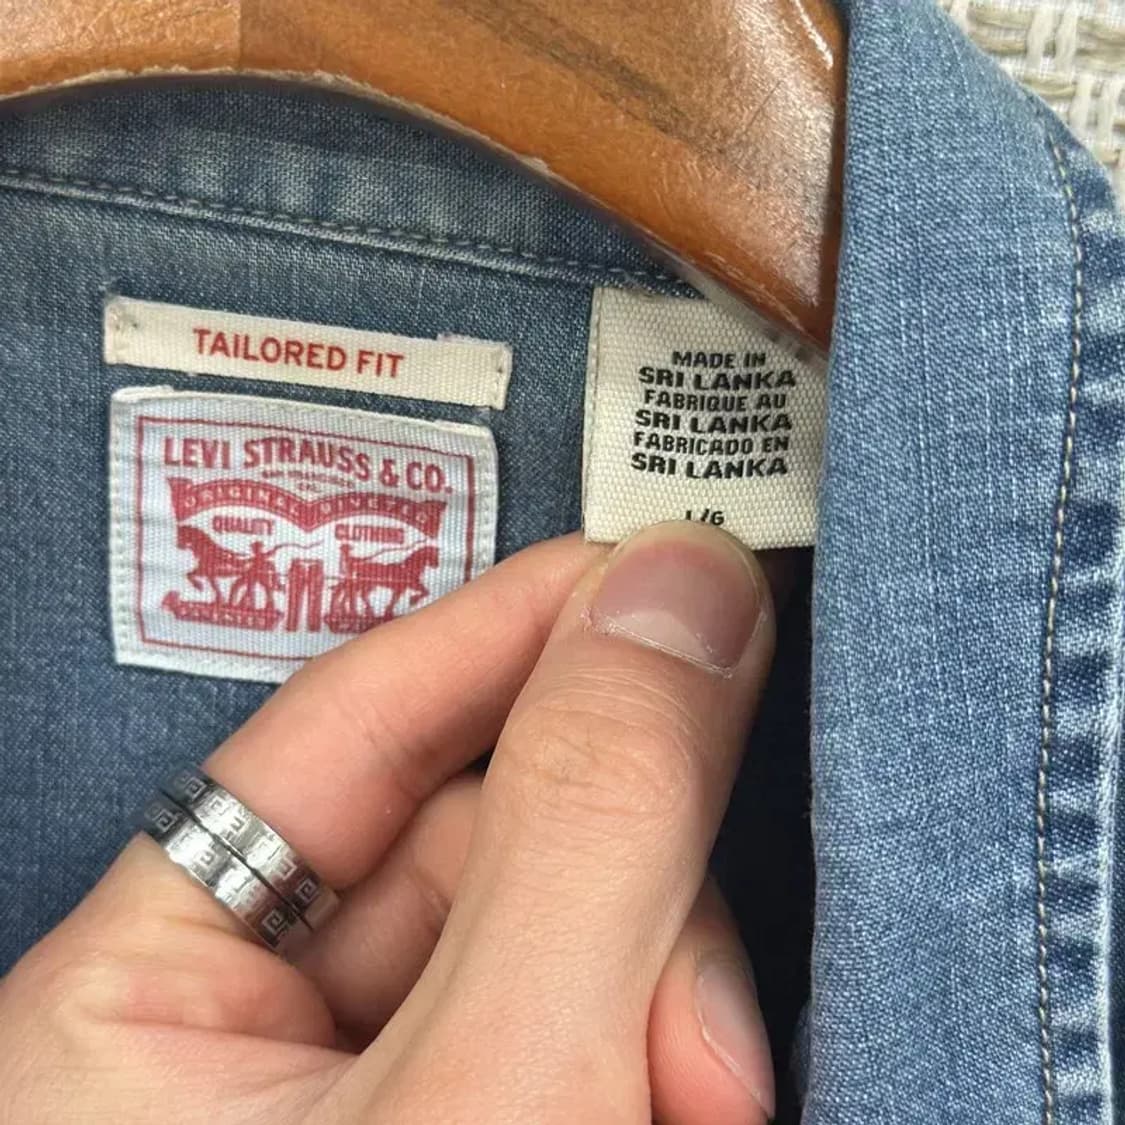 TAILORED FIT
LEVI STRAUSS & CO.
QUALITY CLOTHING
MADE IN
SRI LANKA
FABRIQUE AU
SRI LANKA
FABRICADO EN
SRI LANKA
L/G